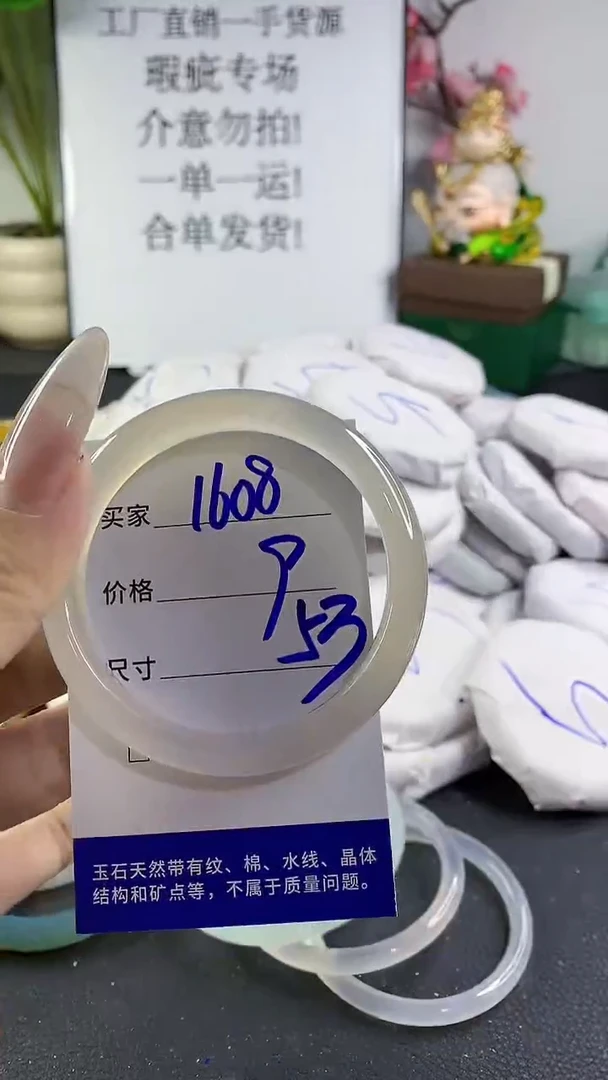 工厂直销一手货源
瑕疵专场
介意勿拍!
一单一运!
合单发货!
买家 1608
价格 P
尺寸 53
玉石天然带有纹、棉、水线、晶体
结构和矿点等，不属于质量问题。